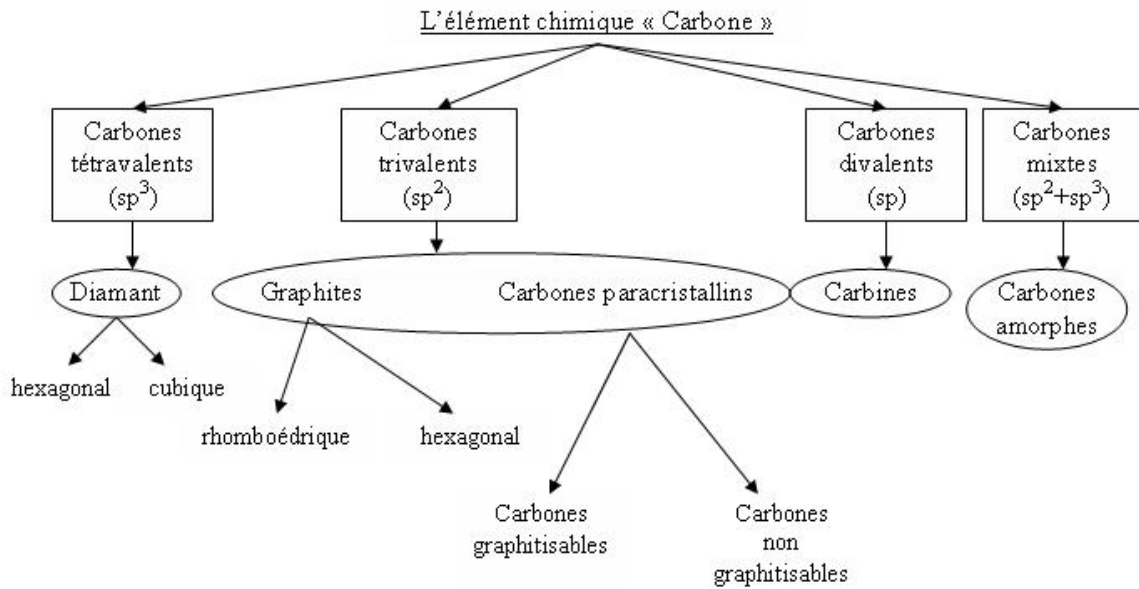 L'élément chimique « Carbone »
Carbones
tétravalents
(sp³)
Carbones
trivalents
(sp²)
Carbones
divalents
(sp)
Carbones
mixtes
(sp²+sp³)
Diamant
Graphites
Carbones paracristallins
Carbines
Carbones
amorphes
hexagonal
cubique
rhomboédrique
hexagonal
Carbones
graphitisables
Carbones
non
graphitisables